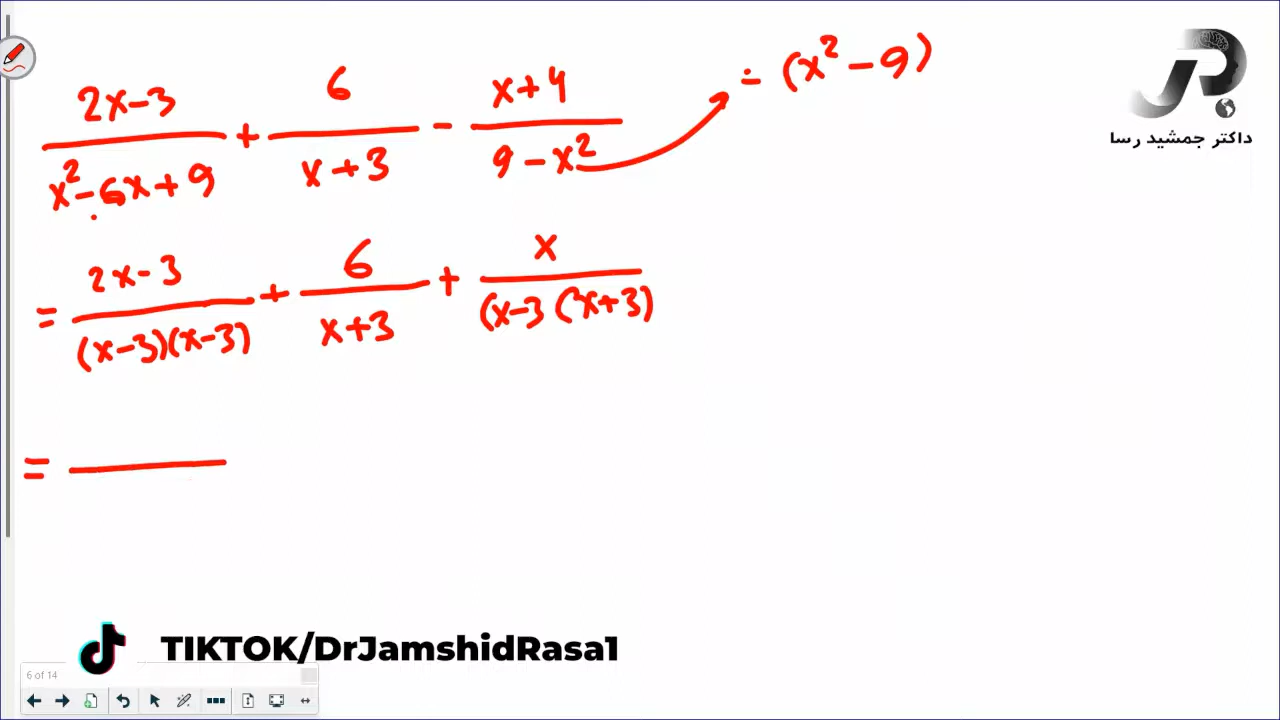 (2x-3)/(x²-6x+9) + 6/(x+3) - (x+4)/(9-x²) = (x²-9)
داکتر جمشید رسا
= (2x-3)/((x-3)(x-3)) + 6/(x+3) + x/((x-3(x+3))
=
TIKTOK/DrJamshidRasa1
6 of 14